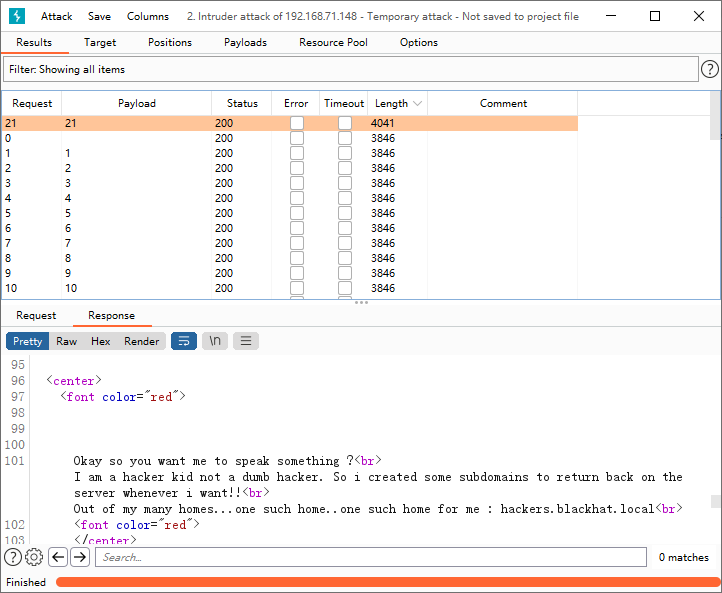 Attack Save Columns 2. Intruder attack of 192.168.71.148 - Temporary attack - Not saved to project file
Results Target Positions Payloads Resource Pool Options
Filter: Showing all items ?
Request Payload Status Error Timeout Length Comment
21 21 200 4041
0 200 3846
1 1 200 3846
2 2 200 3846
3 3 200 3846
4 4 200 3846
5 5 200 3846
6 6 200 3846
7 7 200 3846
8 8 200 3846
9 9 200 3846
10 10 200 3846
Request Response
Pretty Raw Hex Render \n
95
96 <center>
97 <font color="red">
98
99
100
101 Okay so you want me to speak something ?<br>
I am a hacker kid not a dumb hacker. So i created some subdomains to return back on the
server whenever i want!!<br>
Out of my many homes...one such home..one such home for me : hackers.blackhat.local<br>
102 <font color="red">
103 </center>
? Search... 0 matches
Finished